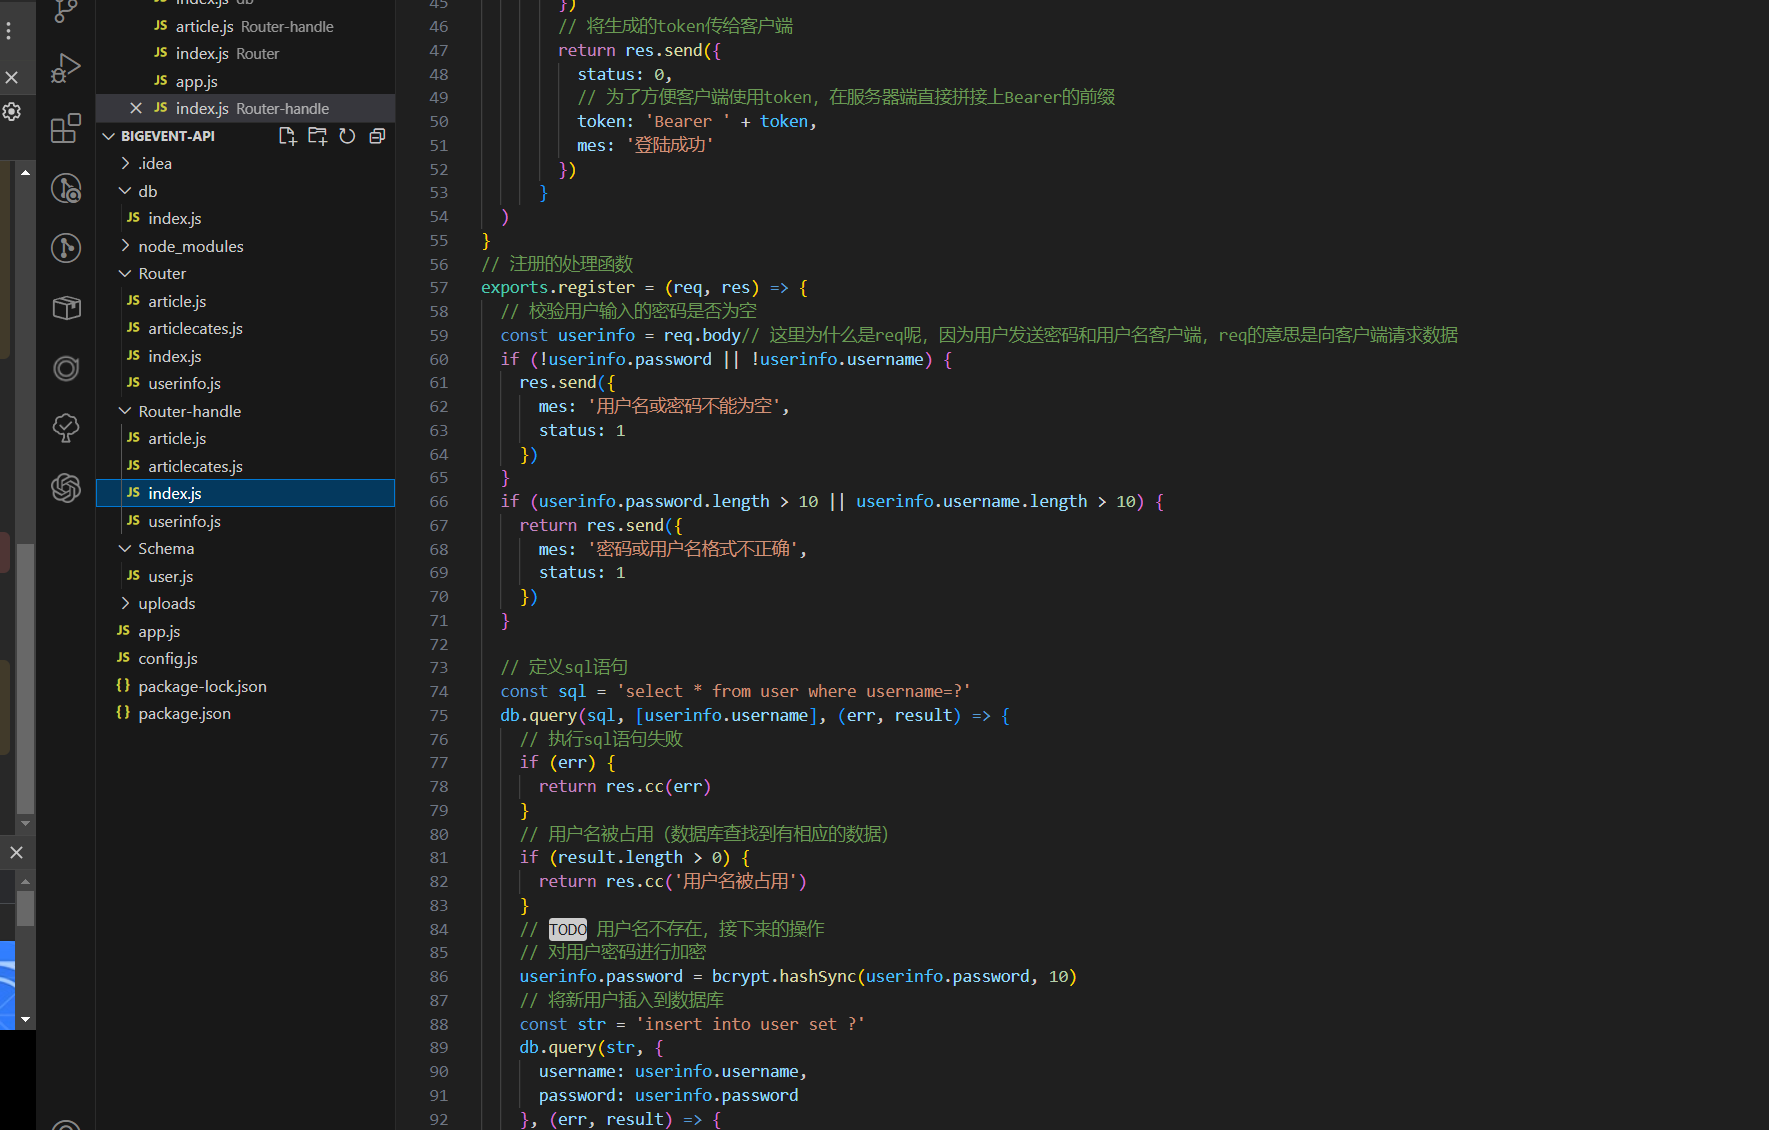 index.js db
JS article.js Router-handle
JS index.js Router
JS app.js
JS index.js Router-handle
BIGEVENT-API
.idea
db
JS index.js
node_modules
Router
JS article.js
JS articlecates.js
JS index.js
JS userinfo.js
Router-handle
JS article.js
JS articlecates.js
JS index.js
JS userinfo.js
Schema
JS user.js
uploads
JS app.js
JS config.js
{} package-lock.json
{} package.json
45 })
46 // 将生成的token传给客户端
47 return res.send({
48 status: 0,
49 // 为了方便客户端使用token，在服务器端直接拼接上Bearer的前缀
50 token: 'Bearer ' + token,
51 mes: '登陆成功'
52 })
53 }
54 )
55 }
56 // 注册的处理函数
57 exports.register = (req, res) => {
58 // 校验用户输入的密码是否为空
59 const userinfo = req.body// 这里为什么是req呢，因为用户发送密码和用户名客户端，req的意思是向客户端请求数据
60 if (!userinfo.password || !userinfo.username) {
61 res.send({
62 mes: '用户名或密码不能为空',
63 status: 1
64 })
65 }
66 if (userinfo.password.length > 10 || userinfo.username.length > 10) {
67 return res.send({
68 mes: '密码或用户名格式不正确',
69 status: 1
70 })
71 }
72
73 // 定义sql语句
74 const sql = 'select * from user where username=?'
75 db.query(sql, [userinfo.username], (err, result) => {
76 // 执行sql语句失败
77 if (err) {
78 return res.cc(err)
79 }
80 // 用户名被占用（数据库查找到有相应的数据）
81 if (result.length > 0) {
82 return res.cc('用户名被占用')
83 }
84 // TODO 用户名不存在，接下来的操作
85 // 对用户密码进行加密
86 userinfo.password = bcrypt.hashSync(userinfo.password, 10)
87 // 将新用户插入到数据库
88 const str = 'insert into user set ?'
89 db.query(str, {
90 username: userinfo.username,
91 password: userinfo.password
92 }, (err, result) => {